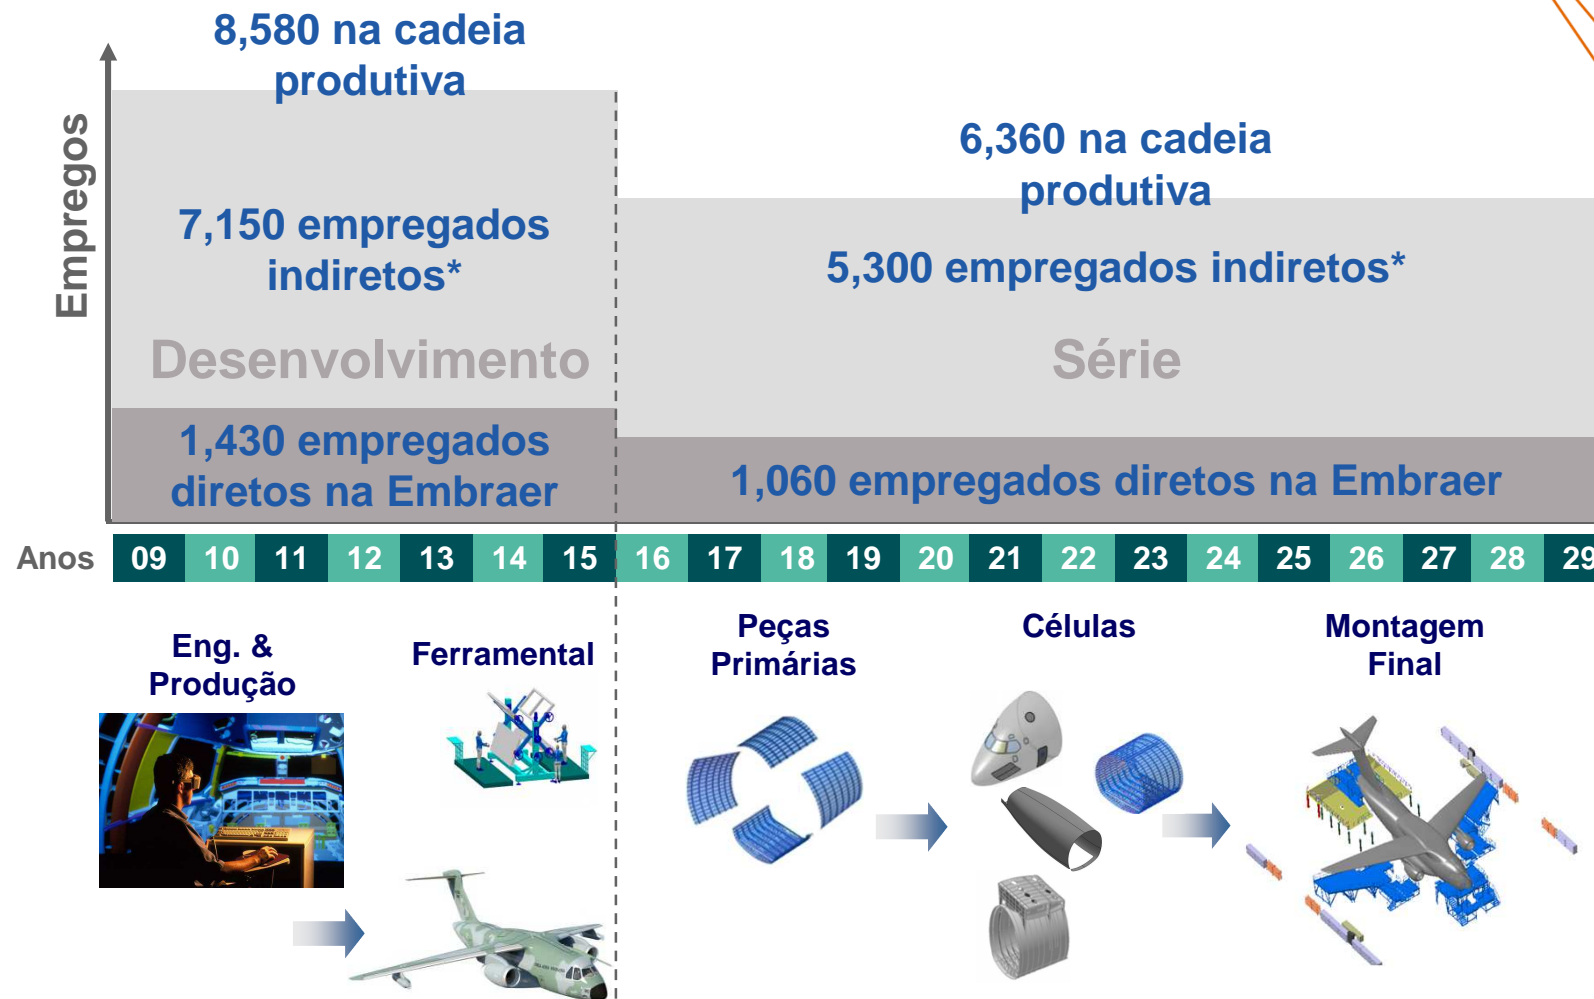 8,580 na cadeia
produtiva
Empregos
6,360 na cadeia
produtiva
7,150 empregados
indiretos*
5,300 empregados indiretos*
Desenvolvimento
Série
1,430 empregados
diretos na Embraer
1,060 empregados diretos na Embraer
Anos 09 10 11 12 13 14 15 16 17 18 19 20 21 22 23 24 25 26 27 28 29
Eng. &
Produção
Ferramental
Peças
Primárias
Células
Montagem
Final